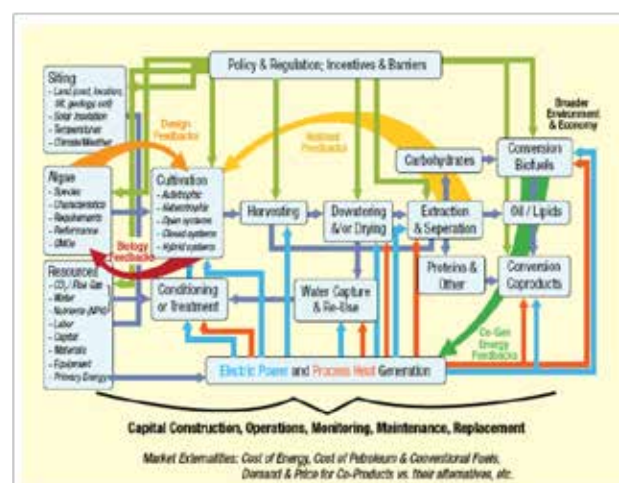 Policy & Regulation; Incentives & Barriers
Siting
- Land (cost, location,
tilt, geology, soil)
- Solar Insolation
- Temperatures
- Climate/Weather
Design
Feedbacks
Nutrient
Feedbacks
Broader
Environment
& Economy
Carbohydrates
Conversion
Biofuels
Algae
- Species
- Characteristics
- Requirements
- Performance
- GMOs
Cultivation
- Autotrophic
- Heterotrophic
- Open systems
- Closed systems
- Hybrid systems
Harvesting
Dewatering
&/or Drying
Extraction
& Seperation
Oil / Lipids
Biology
Feedbacks
Resources
- CO2 / Flue Gas
- Water
- Nutrients (NPK)
- Labor
- Capital
- Materials
- Equipment
- Primary Energy
Conditioning
or Treatment
Water Capture
& Re-Use
Proteins &
Other
Conversion
Coproducts
Co-Gen
Energy
Feedbacks
Electric Power and Process Heat Generation
Capital Construction, Operations, Monitoring, Maintenance, Replacement
Market Externalities: Cost of Energy, Cost of Petroleum & Conventional Fuels,
Demand & Price for Co-Products vs. their alternatives, etc.